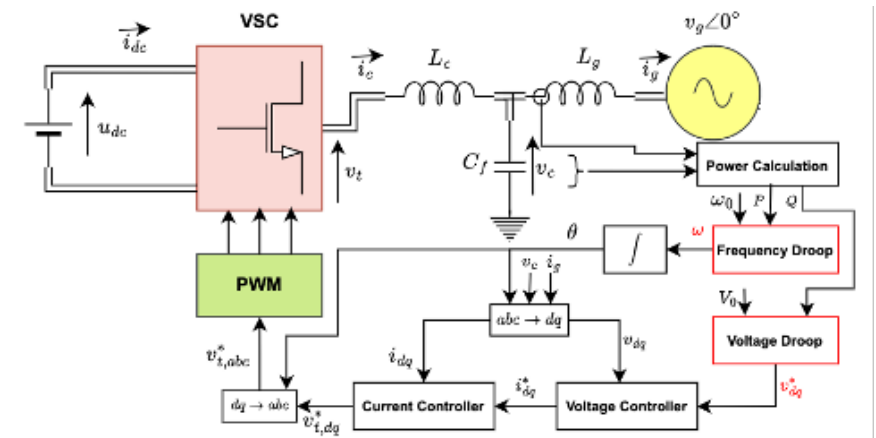 VSC
v_g∠0°
i_dc
i_c
L_c
L_g
i_g
u_dc
v_t
C_f
v_c
Power Calculation
ω_0
P
Q
θ
ω
∫
Frequency Droop
PWM
v_c
i_g
V_0
abc → dq
Voltage Droop
v*_t,abc
i_dq
v_dq
dq → abc
v*_t,dq
Current Controller
i*_dq
Voltage Controller
v*_dq